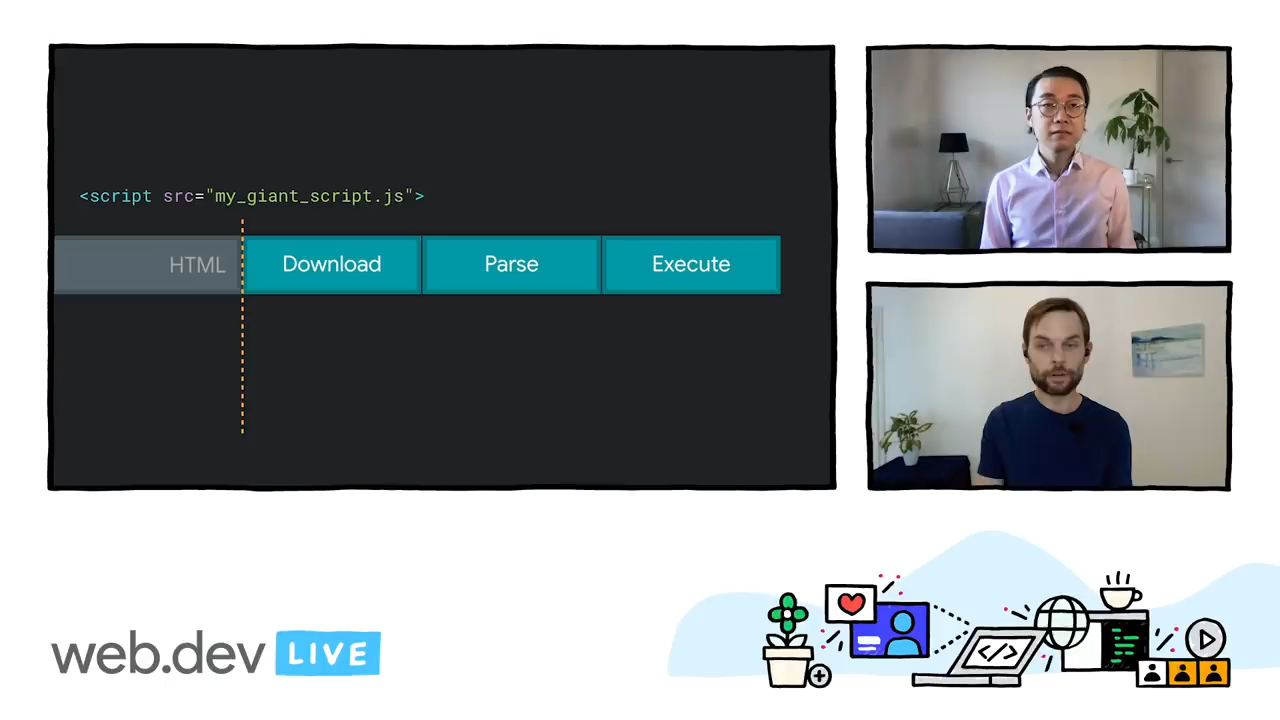 <script src="my_giant_script.js">
HTML
Download
Parse
Execute
web.dev LIVE
</>